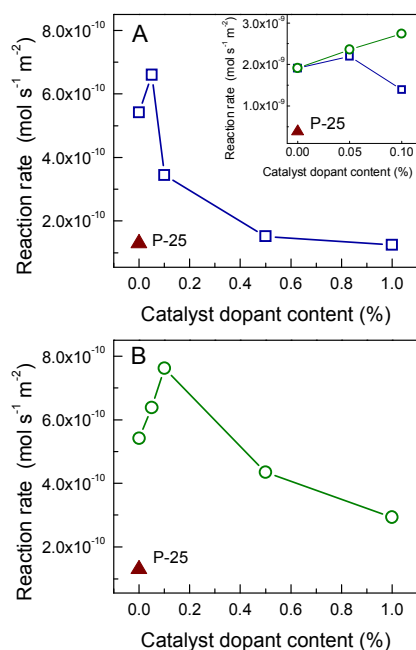 A
8.0x10⁻¹⁰
6.0x10⁻¹⁰
4.0x10⁻¹⁰
2.0x10⁻¹⁰
Reaction rate (mol s⁻¹ m⁻²)
P-25
0.0 0.2 0.4 0.6 0.8 1.0
Catalyst dopant content (%)
3.0x10⁻⁹
2.0x10⁻⁹
1.0x10⁻⁹
Reaction rate (mol s⁻¹ m⁻²)
P-25
0.00 0.05 0.10
Catalyst dopant content (%)
B
8.0x10⁻¹⁰
6.0x10⁻¹⁰
4.0x10⁻¹⁰
2.0x10⁻¹⁰
Reaction rate (mol s⁻¹ m⁻²)
P-25
0.0 0.2 0.4 0.6 0.8 1.0
Catalyst dopant content (%)